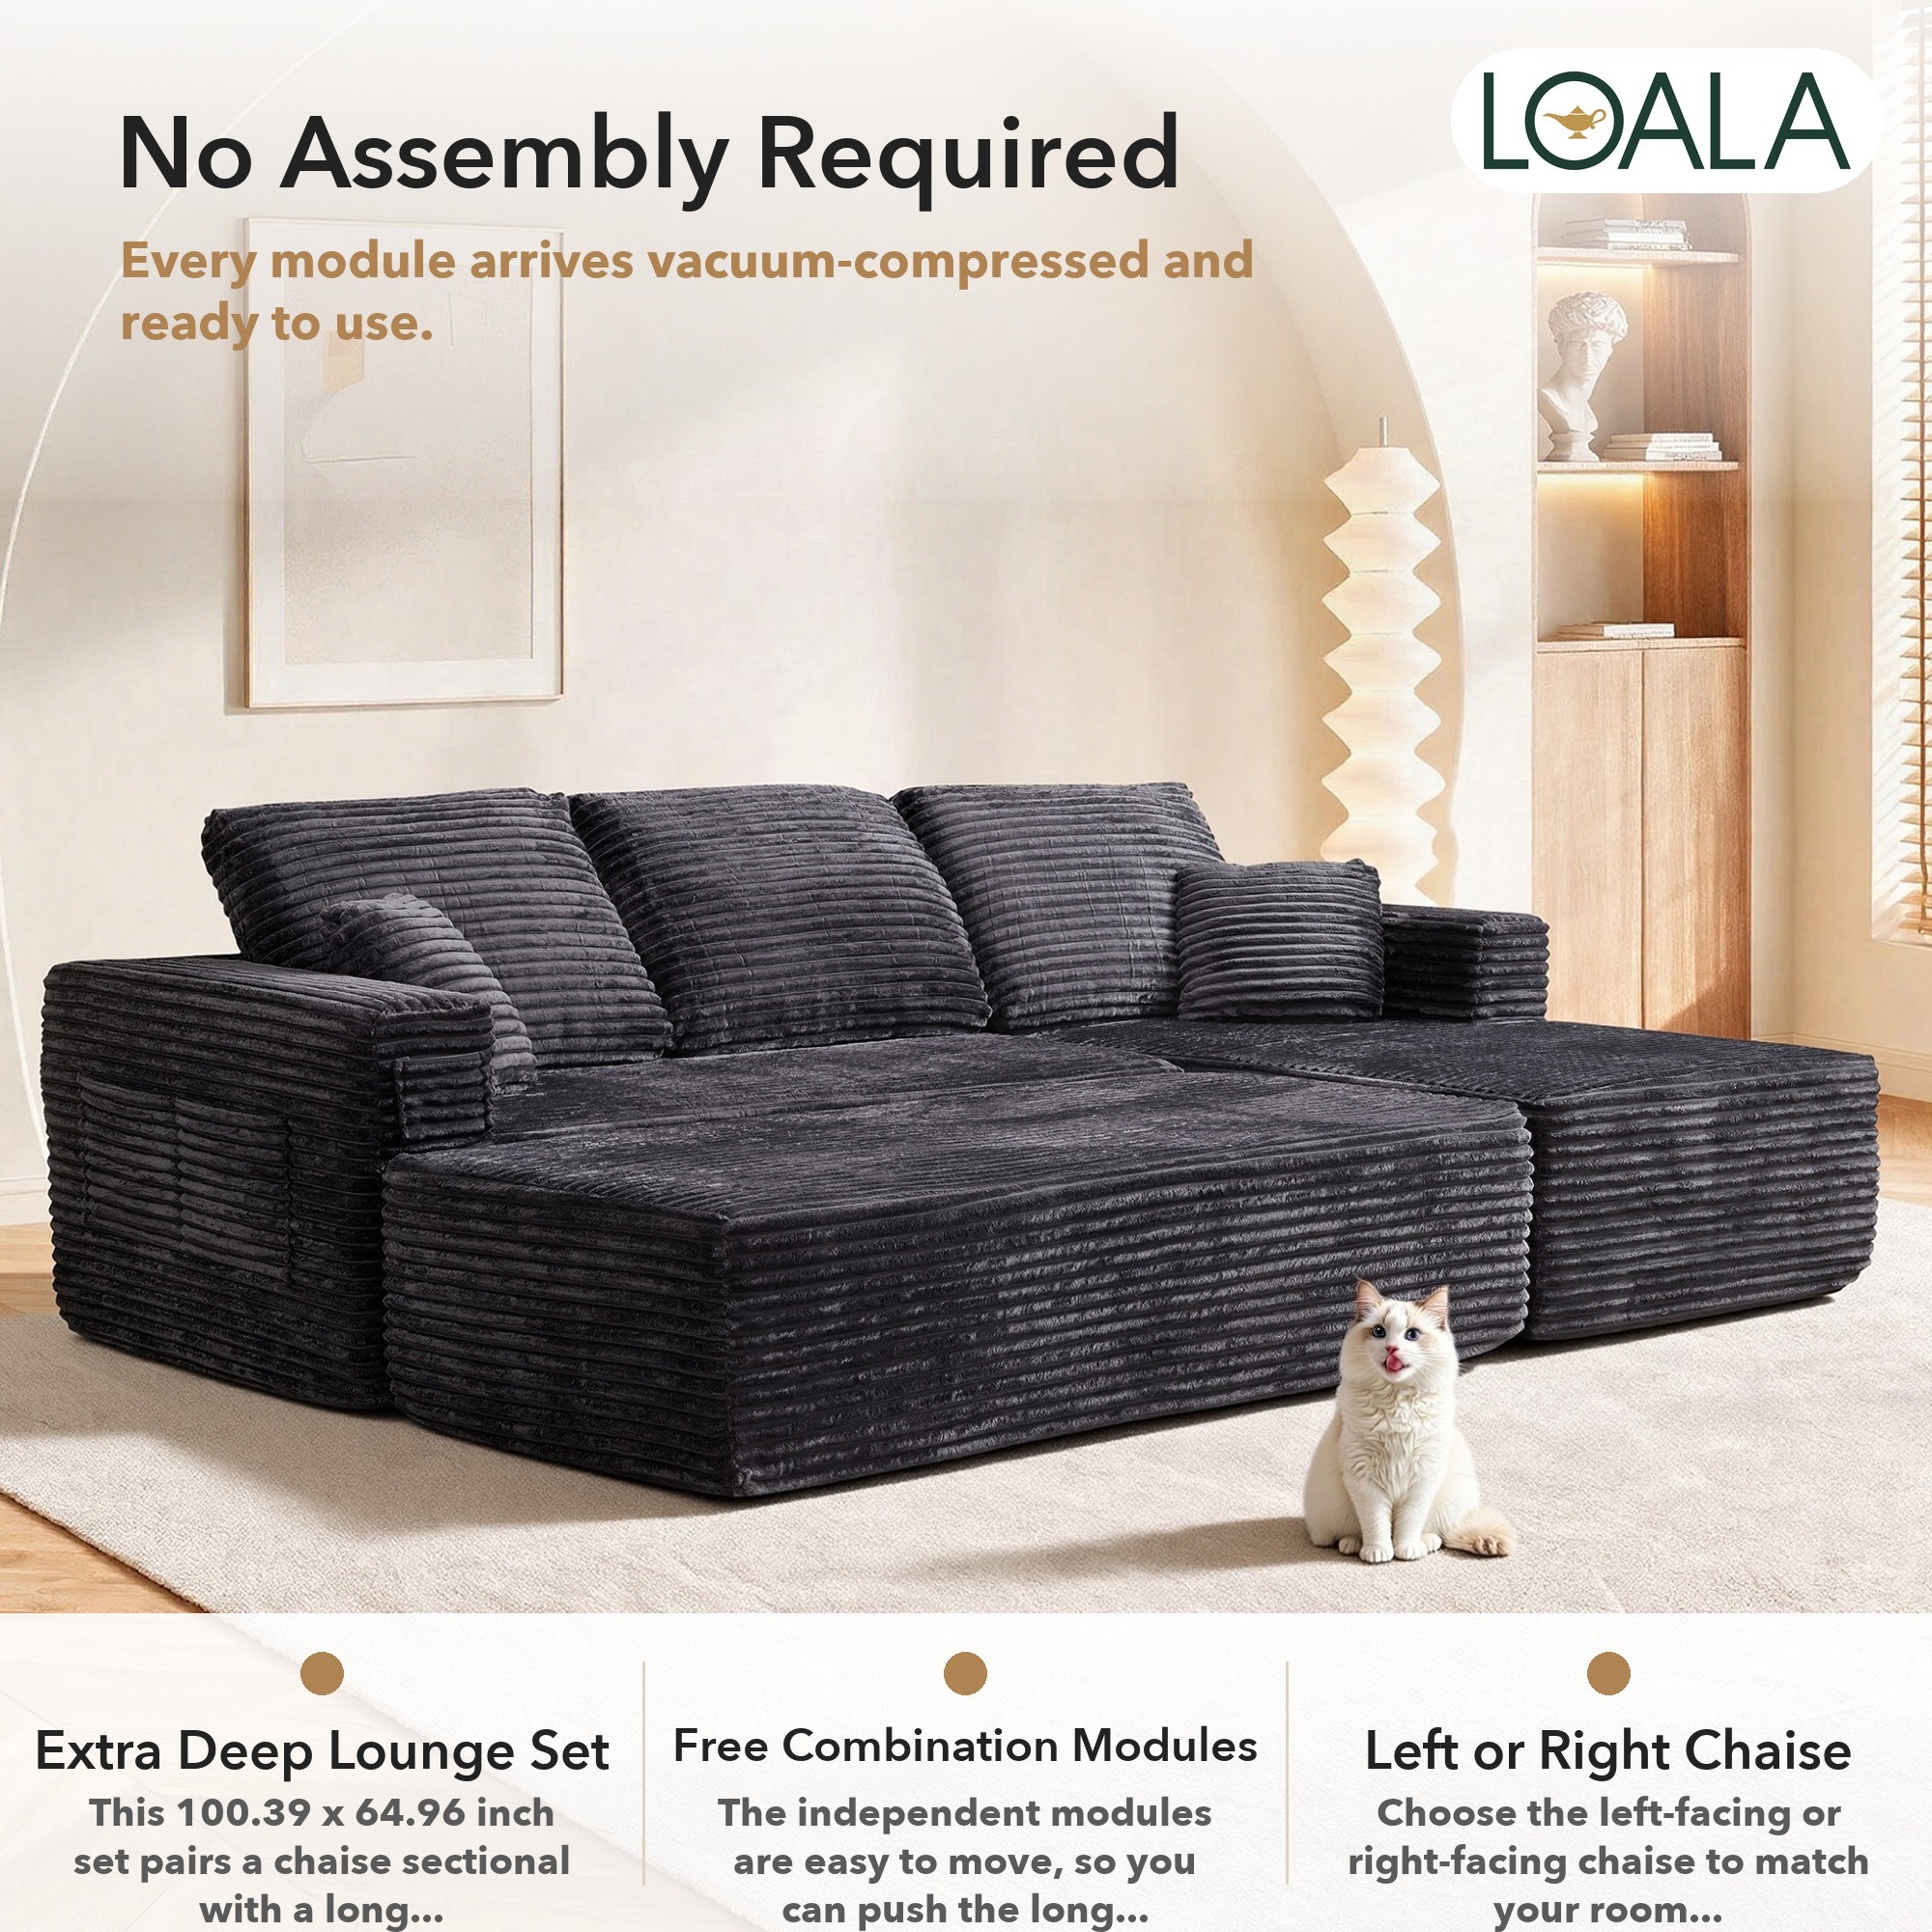 LOALA
No Assembly Required
Every module arrives vacuum-compressed and
ready to use.
Extra Deep Lounge Set
This 100.39 x 64.96 inch
set pairs a chaise sectional
with a long...
Free Combination Modules
The independent modules
are easy to move, so you
can push the long...
Left or Right Chaise
Choose the left-facing or
right-facing chaise to match
your room...